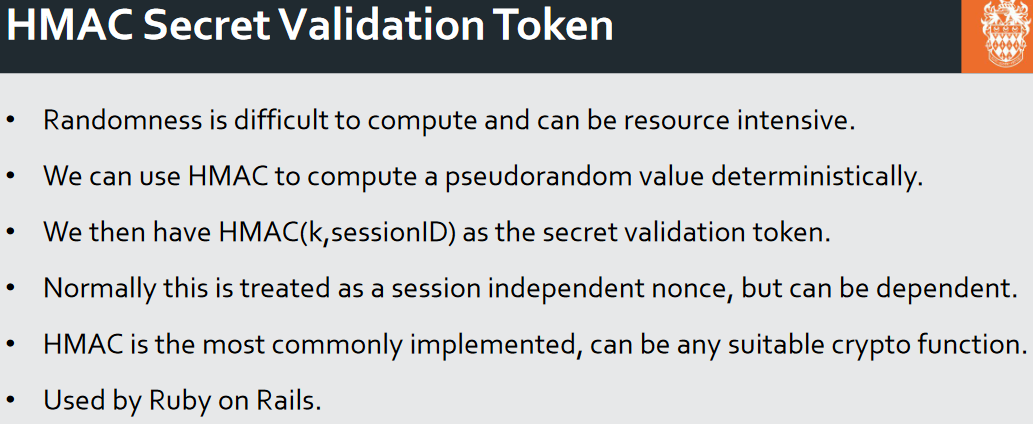 HMAC Secret Validation Token
• Randomness is difficult to compute and can be resource intensive.
• We can use HMAC to compute a pseudorandom value deterministically.
• We then have HMAC(k,sessionID) as the secret validation token.
• Normally this is treated as a session independent nonce, but can be dependent.
• HMAC is the most commonly implemented, can be any suitable crypto function.
• Used by Ruby on Rails.